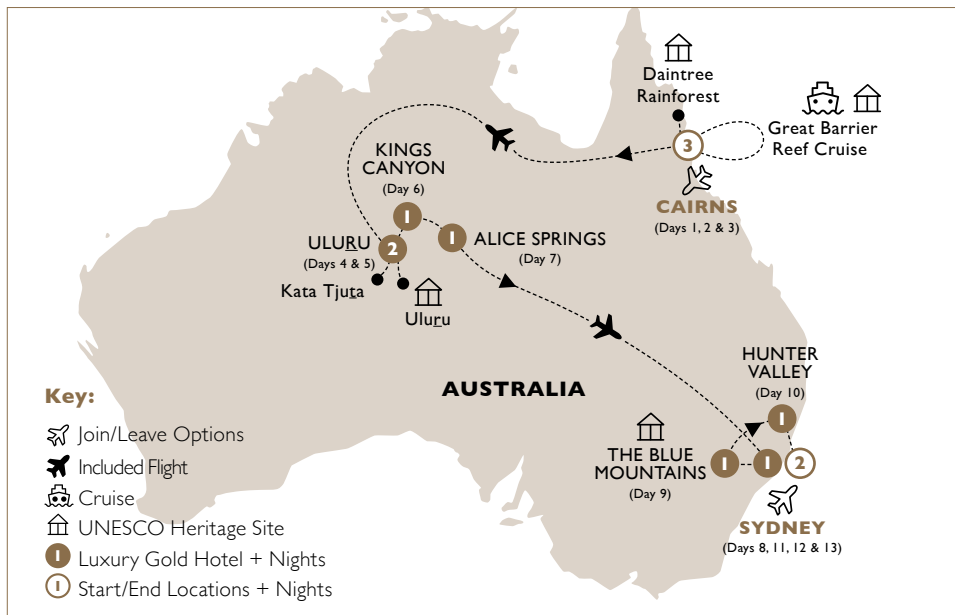 Daintree
Rainforest
Great Barrier
Reef Cruise
3
CAIRNS
(Days 1, 2 & 3)
KINGS
CANYON
(Day 6)
1
1
ALICE SPRINGS
(Day 7)
ULURU
(Days 4 & 5)
2
Kata Tjuta
Uluru
AUSTRALIA
HUNTER
VALLEY
(Day 10)
1
THE BLUE
MOUNTAINS
(Day 9)
1
1
2
SYDNEY
(Days 8, 11, 12 & 13)
Key:
Join/Leave Options
Included Flight
Cruise
UNESCO Heritage Site
1 Luxury Gold Hotel + Nights
1 Start/End Locations + Nights